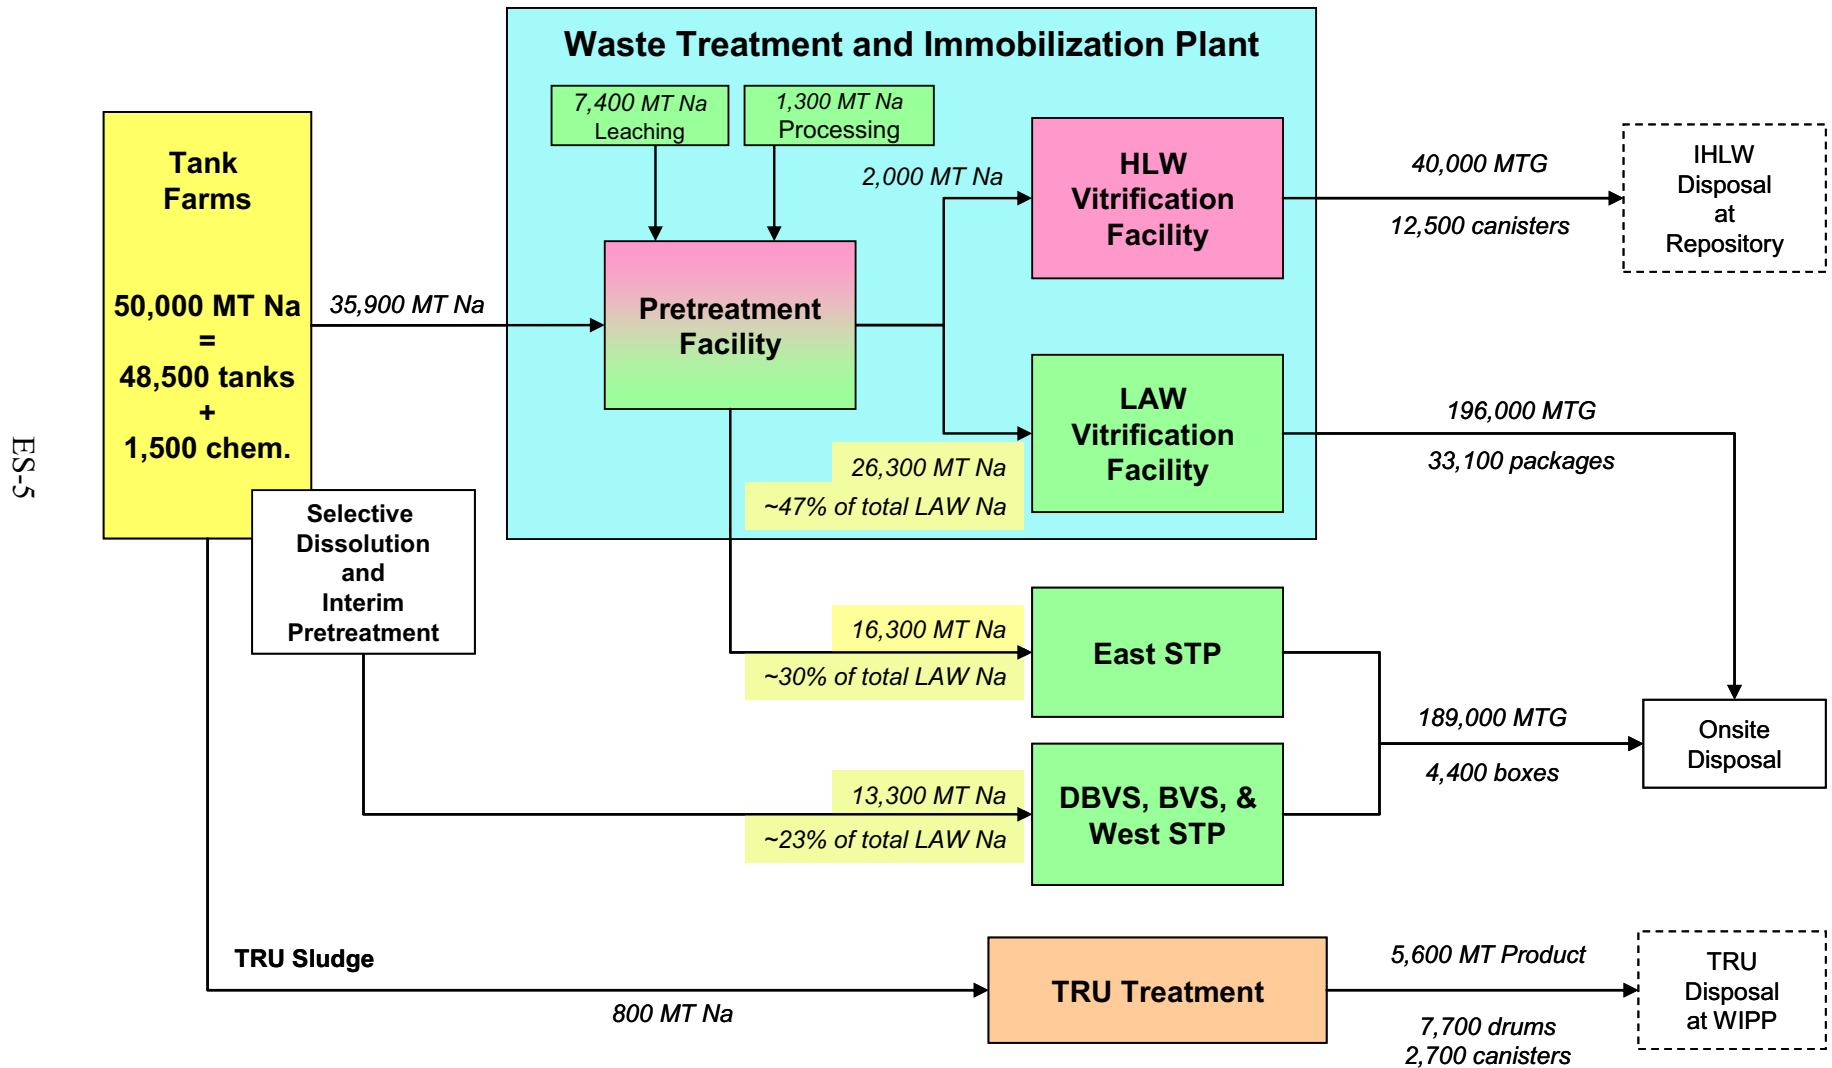 Waste Treatment and Immobilization Plant
7,400 MT Na
Leaching
1,300 MT Na
Processing
Tank
Farms
50,000 MT Na
=
48,500 tanks
+
1,500 chem.
35,900 MT Na
Pretreatment
Facility
2,000 MT Na
HLW
Vitrification
Facility
40,000 MTG
12,500 canisters
IHLW
Disposal
at
Repository
LAW
Vitrification
Facility
26,300 MT Na
~47% of total LAW Na
196,000 MTG
33,100 packages
ES-5
Selective
Dissolution
and
Interim
Pretreatment
16,300 MT Na
~30% of total LAW Na
East STP
13,300 MT Na
~23% of total LAW Na
DBVS, BVS, &
West STP
189,000 MTG
4,400 boxes
Onsite
Disposal
TRU Sludge
800 MT Na
TRU Treatment
5,600 MT Product
7,700 drums
2,700 canisters
TRU
Disposal
at WIPP